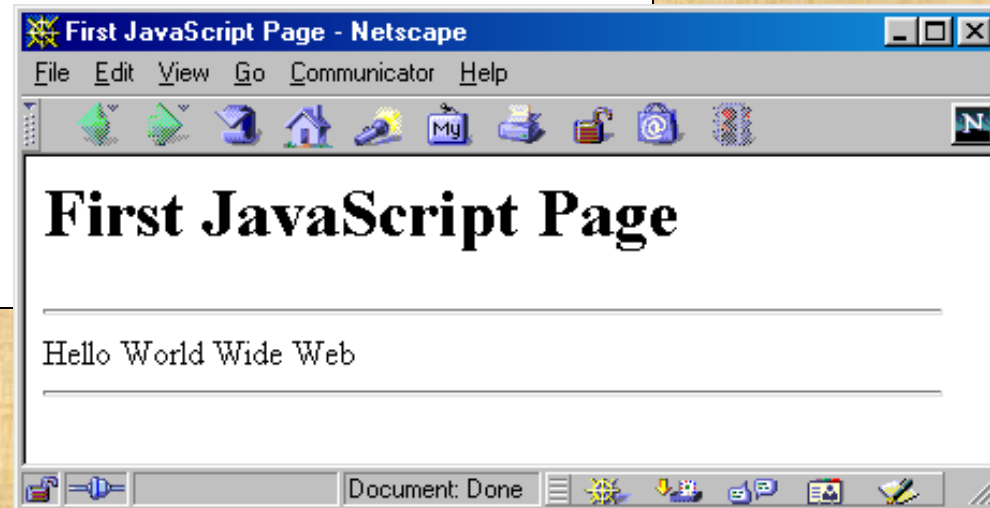 First JavaScript Page - Netscape
File Edit View Go Communicator Help
My
N
First JavaScript Page
Hello World Wide Web
Document: Done